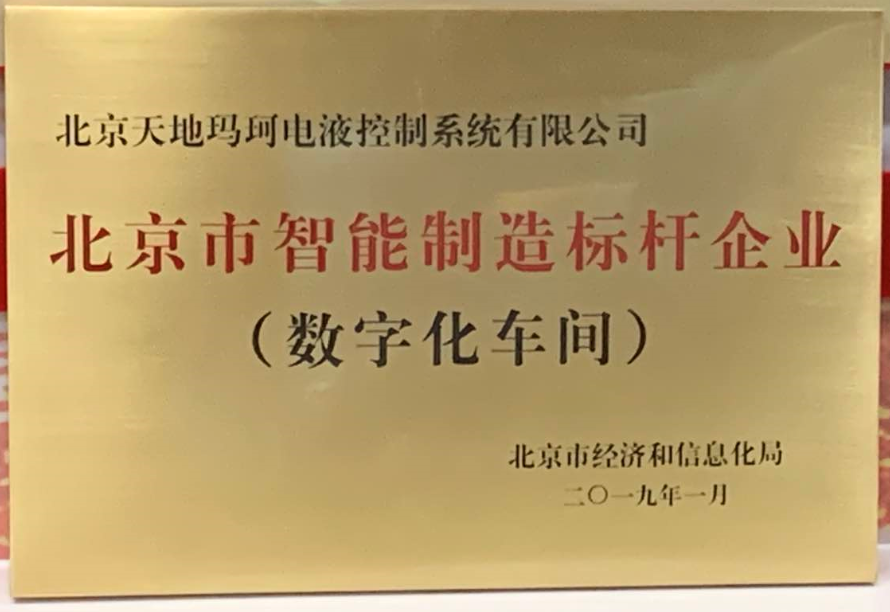 北京天地玛珂电液控制系统有限公司
北京市智能制造标杆企业
（数字化车间）
北京市经济和信息化局
二〇一九年一月